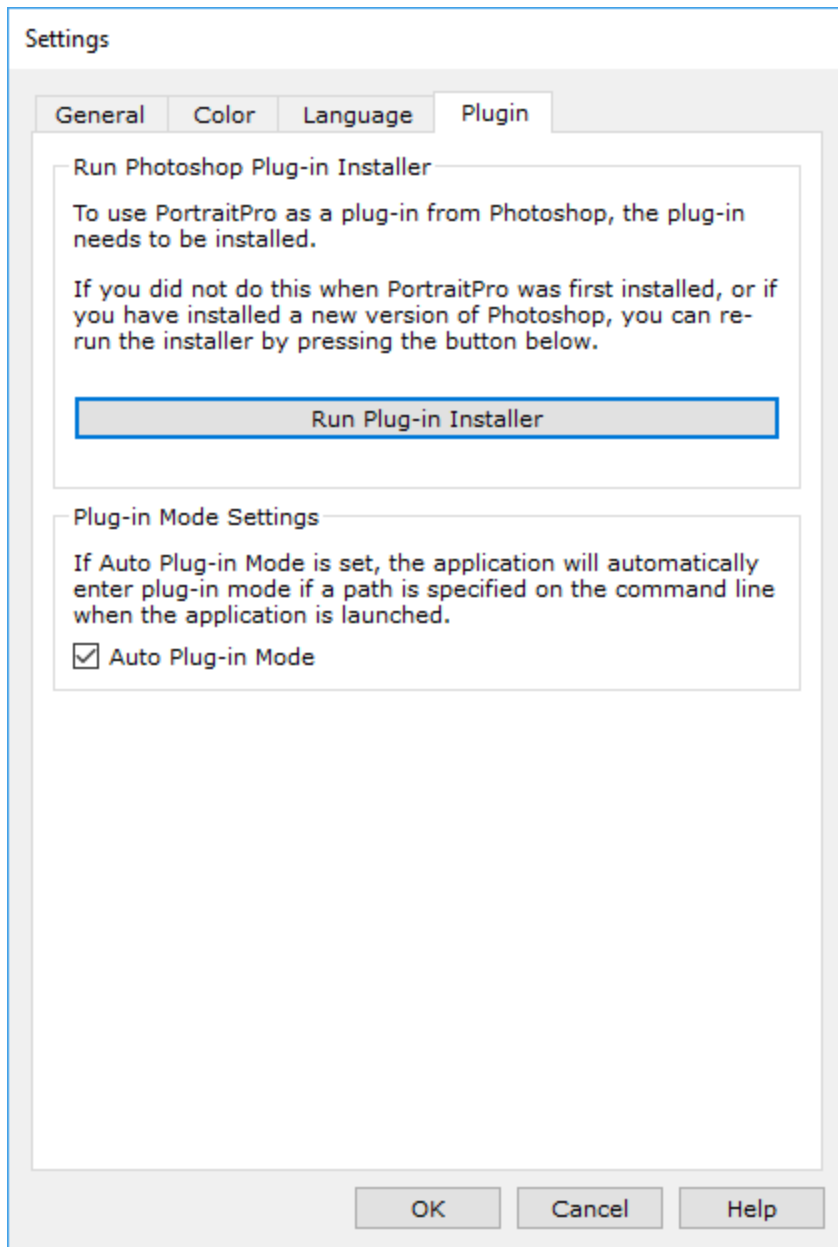 Settings
General
Color
Language
Plugin
Run Photoshop Plug-in Installer
To use PortraitPro as a plug-in from Photoshop, the plug-in
needs to be installed.
If you did not do this when PortraitPro was first installed, or if
you have installed a new version of Photoshop, you can re-
run the installer by pressing the button below.
Run Plug-in Installer
Plug-in Mode Settings
If Auto Plug-in Mode is set, the application will automatically
enter plug-in mode if a path is specified on the command line
when the application is launched.
Auto Plug-in Mode
OK
Cancel
Help